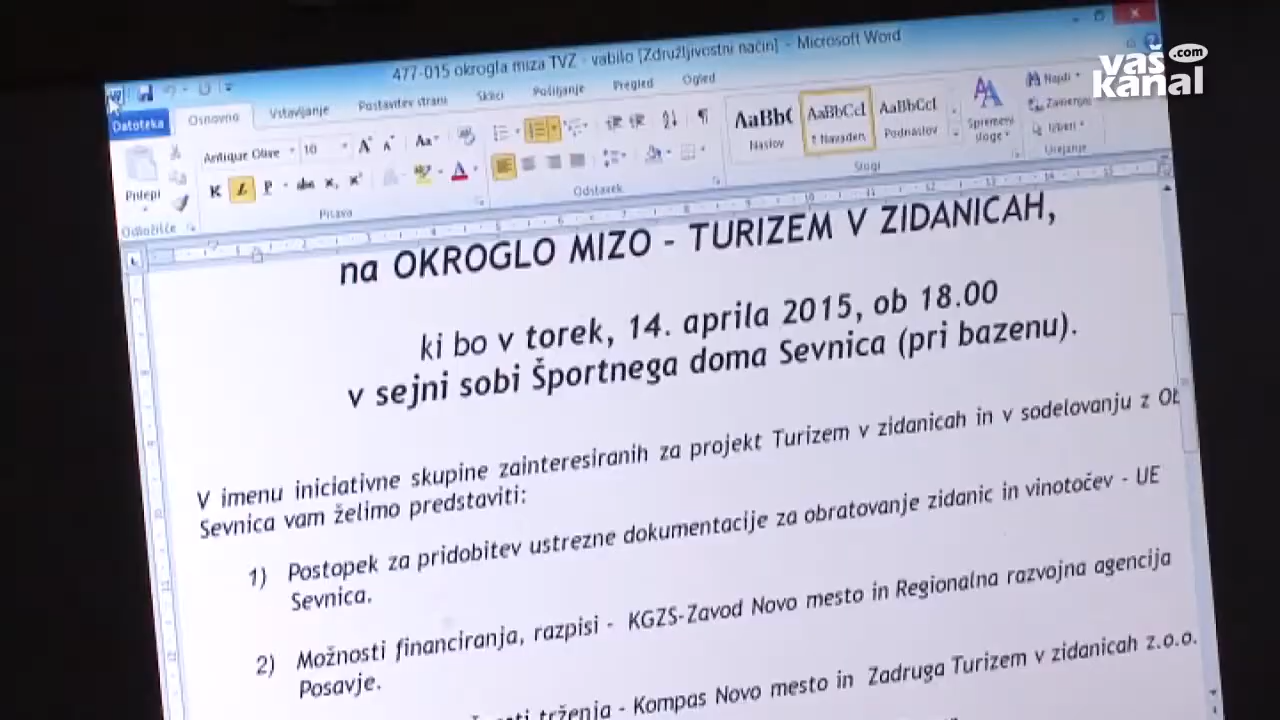 vaš
.com
kanal
477-015 okrogla miza TVZ - vabilo [Združljivostni način] - Microsoft Word
Datoteka Osnovno Vstavljanje Postavitev strani Sklici Pošiljanje Pregled Ogled
Antique Olive 10 Aa
Prilepi
K L P abc
Odložišče Pisava Odstavek Slogi Urejanje
AaBbC AaBbCcl AaBbCcL
Naslov ¶ Navaden Podnaslov
Spremeni sloge
Najdi
Zamenjaj
Izberi
na OKROGLO MIZO - TURIZEM V ZIDANICAH,
ki bo v torek, 14. aprila 2015, ob 18.00
v sejni sobi Športnega doma Sevnica (pri bazenu).
V imenu iniciativne skupine zainteresiranih za projekt Turizem v zidanicah in v sodelovanju z Ob
Sevnica vam želimo predstaviti:
1) Postopek za pridobitev ustrezne dokumentacije za obratovanje zidanic in vinotočev - UE
Sevnica.
2) Možnosti financiranja, razpisi - KGZS-Zavod Novo mesto in Regionalna razvojna agencija
Posavje.
trženja - Kompas Novo mesto in Zadruga Turizem v zidanicah z.o.o.